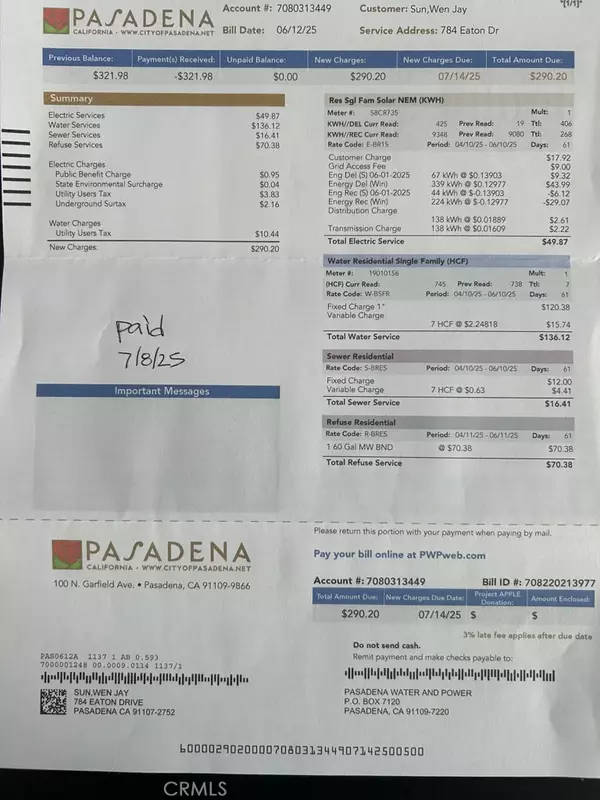 PASADENA
CALIFORNIA • WWW.CITYOFPASADENA.NET
Account #: 7080313449 Customer: Sun,Wen Jay
Bill Date: 06/12/25 Service Address: 784 Eaton Dr
*[1/1]*
Previous Balance: Payment(s) Received: Unpaid Balance: New Charges: New Charges Due: Total Amount Due:
$321.98 -$321.98 $0.00 $290.20 07/14/25 $290.20
Summary
Electric Services $49.87
Water Services $136.12
Sewer Services $16.41
Refuse Services $70.38
Electric Charges
Public Benefit Charge $0.95
State Environmental Surcharge $0.04
Utility Users Tax $3.83
Underground Surtax $2.16
Water Charges
Utility Users Tax $10.44
New Charges: $290.20
paid
7/8/25
Important Messages
Res Sgl Fam Solar NEM (KWH)
Meter #: 58CR735 Mult: 1
KWH/DEL Curr Read: 425 Prev Read: 19 Ttl: 406
KWH/REC Curr Read: 9348 Prev Read: 9080 Ttl: 268
Rate Code: E-BR1S Period: 04/10/25 - 06/10/25 Days: 61
Customer Charge $17.92
Grid Access Fee $9.00
Eng Del (S) 06-01-2025 67 kWH @ $0.13903 $9.32
Energy Del (Win) 339 kWH @ $0.12977 $43.99
Eng Rec (S) 06-01-2025 44 kWH @ $-0.13903 -$6.12
Energy Rec (Win) 224 kWH @ $-0.12977 -$29.07
Distribution Charge
138 kWH @ $0.01889 $2.61
Transmission Charge 138 kWH @ $0.01609 $2.22
Total Electric Service $49.87
Water Residential Single Family (HCF)
Meter #: 19010156 Mult: 1
(HCF) Curr Read: 745 Prev Read: 738 Ttl: 7
Rate Code: W-BSFR Period: 04/10/25 - 06/10/25 Days: 61
Fixed Charge 1" $120.38
Variable Charge
7 HCF @ $2.24818 $15.74
Total Water Service $136.12
Sewer Residential
Rate Code: S-BRES Period: 04/10/25 - 06/10/25 Days: 61
Fixed Charge $12.00
Variable Charge 7 HCF @ $0.63 $4.41
Total Sewer Service $16.41
Refuse Residential
Rate Code: R-BRES Period: 04/11/25 - 06/11/25 Days: 61
1 60 Gal MW BND @ $70.38 $70.38
Total Refuse Service $70.38
Please return this portion with your payment when paying by mail.
PASADENA
CALIFORNIA • WWW.CITYOFPASADENA.NET
100 N. Garfield Ave. • Pasadena, CA 91109-9866
Pay your bill online at PWPweb.com
Account #: 7080313449 Bill ID #: 708220213977
Total Amount Due: New Charges Due Date: Project APPLE Donation: Amount Enclosed:
$290.20 07/14/25 $ $
3% late fee applies after due date
Do not send cash.
Remit payment and make checks payable to:
PAS0612A 1137 1 AB 0.593
7000001248 00.0009.0114 1137/1
SUN,WEN JAY
784 EATON DRIVE
PASADENA CA 91107-2752
PASADENA WATER AND POWER
P.O. BOX 7120
PASADENA, CA 91109-7220
6000029020000708031344907142500500
CRMLS